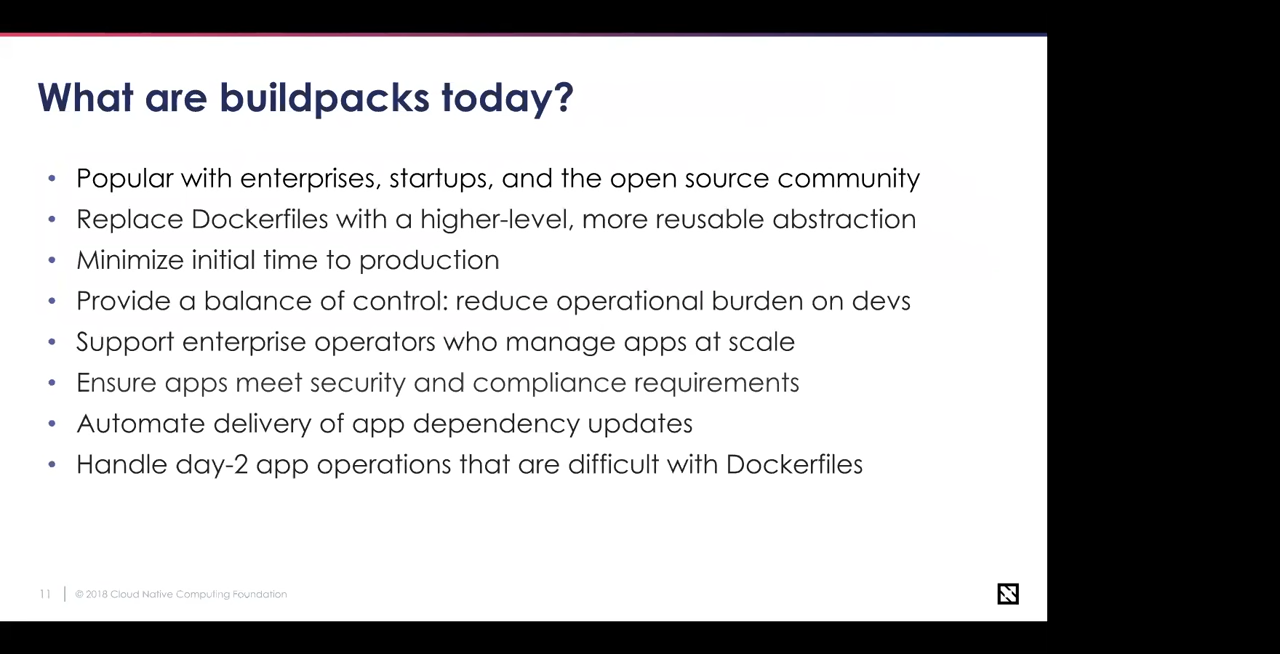 What are buildpacks today?
• Popular with enterprises, startups, and the open source community
• Replace Dockerfiles with a higher-level, more reusable abstraction
• Minimize initial time to production
• Provide a balance of control: reduce operational burden on devs
• Support enterprise operators who manage apps at scale
• Ensure apps meet security and compliance requirements
• Automate delivery of app dependency updates
• Handle day-2 app operations that are difficult with Dockerfiles
11 | © 2018 Cloud Native Computing Foundation